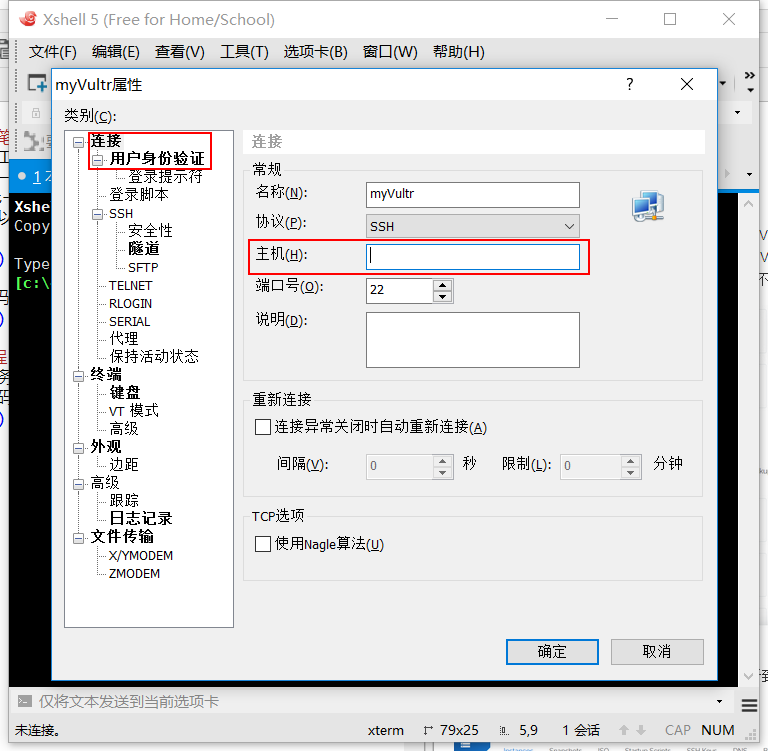 Xshell 5 (Free for Home/School)
文件(F) 编辑(E) 查看(V) 工具(T) 选项卡(B) 窗口(W) 帮助(H)
myVultr属性
?
类别(C):
连接
用户身份验证
登录提示符
登录脚本
SSH
安全性
隧道
SFTP
TELNET
RLOGIN
SERIAL
代理
保持活动状态
终端
键盘
VT 模式
高级
外观
边距
高级
跟踪
日志记录
文件传输
X/YMODEM
ZMODEM
连接
常规
名称(N): myVultr
协议(P): SSH
主机(H):
端口号(O): 22
说明(D):
重新连接
连接异常关闭时自动重新连接(A)
间隔(V): 0 秒 限制(L): 0 分钟
TCP选项
使用Nagle算法(U)
确定 取消
1
Xshe
Copy
Type
[c:\
仅将文本发送到当前选项卡
未连接。 xterm 79x25 5,9 1 会话 CAP NUM